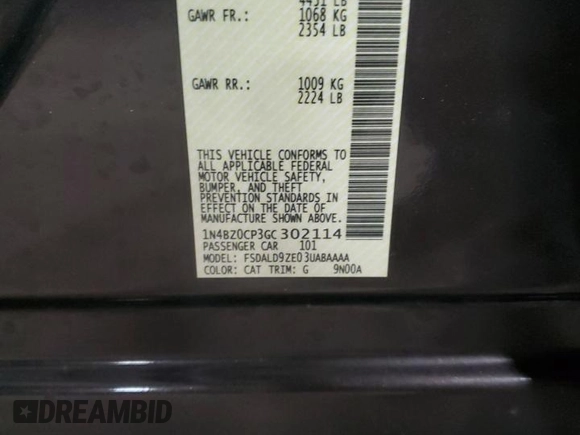 4431 LB
GAWR FR.: 1068 KG
2354 LB
GAWR RR.: 1009 KG
2224 LB
THIS VEHICLE CONFORMS TO
ALL APPLICABLE FEDERAL
MOTOR VEHICLE SAFETY,
BUMPER, AND THEFT
PREVENTION STANDARDS IN
EFFECT ON THE DATE OF
MANUFACTURE SHOWN ABOVE.
1N4BZ0CP3GC302114
PASSENGER CAR 101
MODEL: FSDALD9ZE03UABAAAA
COLOR: CAT TRIM: G 9N00A
DREAMBID